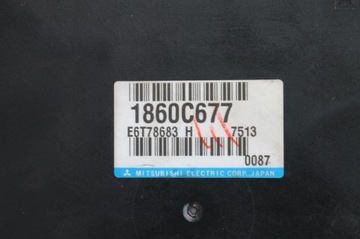 1860C677
E6T78683 H 7513
0087
MITSUBISHI ELECTRIC CORP. JAPAN